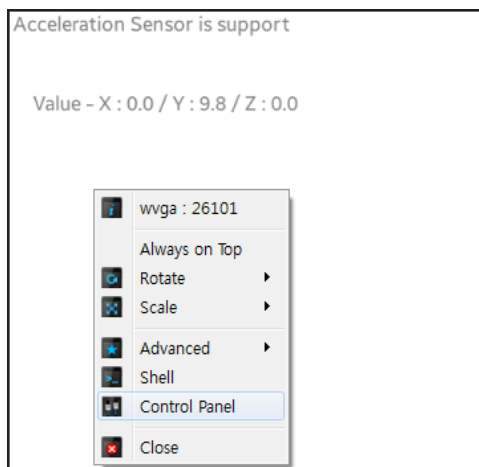 Acceleration Sensor is support
Value - X : 0.0 / Y : 9.8 / Z : 0.0
wvga : 26101
Always on Top
Rotate
Scale
Advanced
Shell
Control Panel
Close